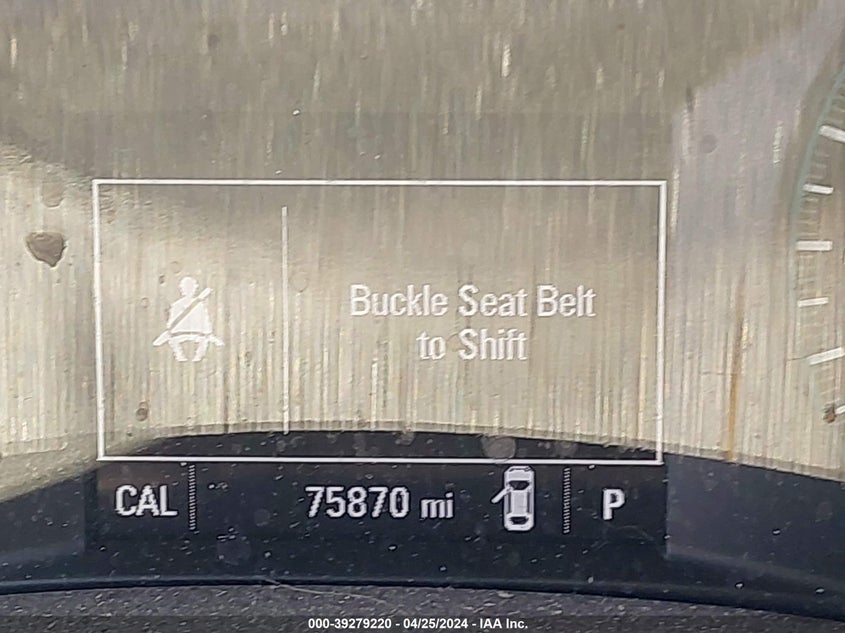 Buckle Seat Belt
to Shift
CAL 75870 mi P
000-39279220 - 04/25/2024 - IAA Inc.